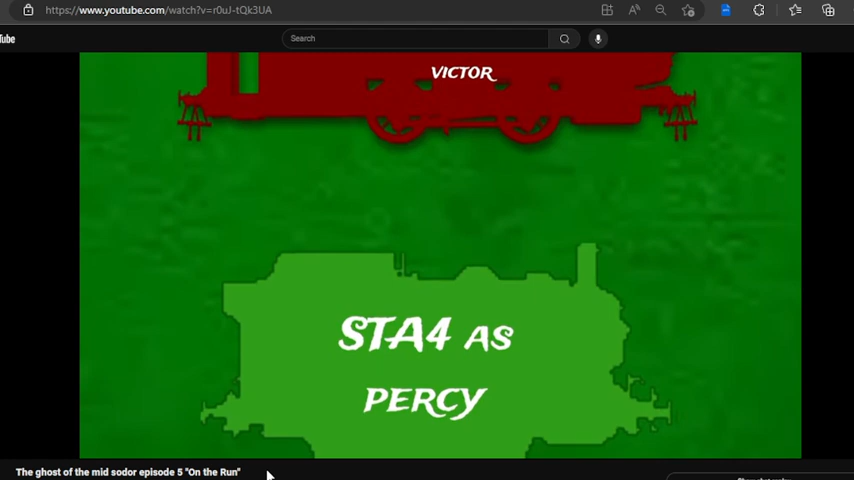 https://www.youtube.com/watch?v=r0uJ-tQk3UA
Tube
Search
VICTOR
STA4 AS
PERCY
The ghost of the mid sodor episode 5 "On the Run"